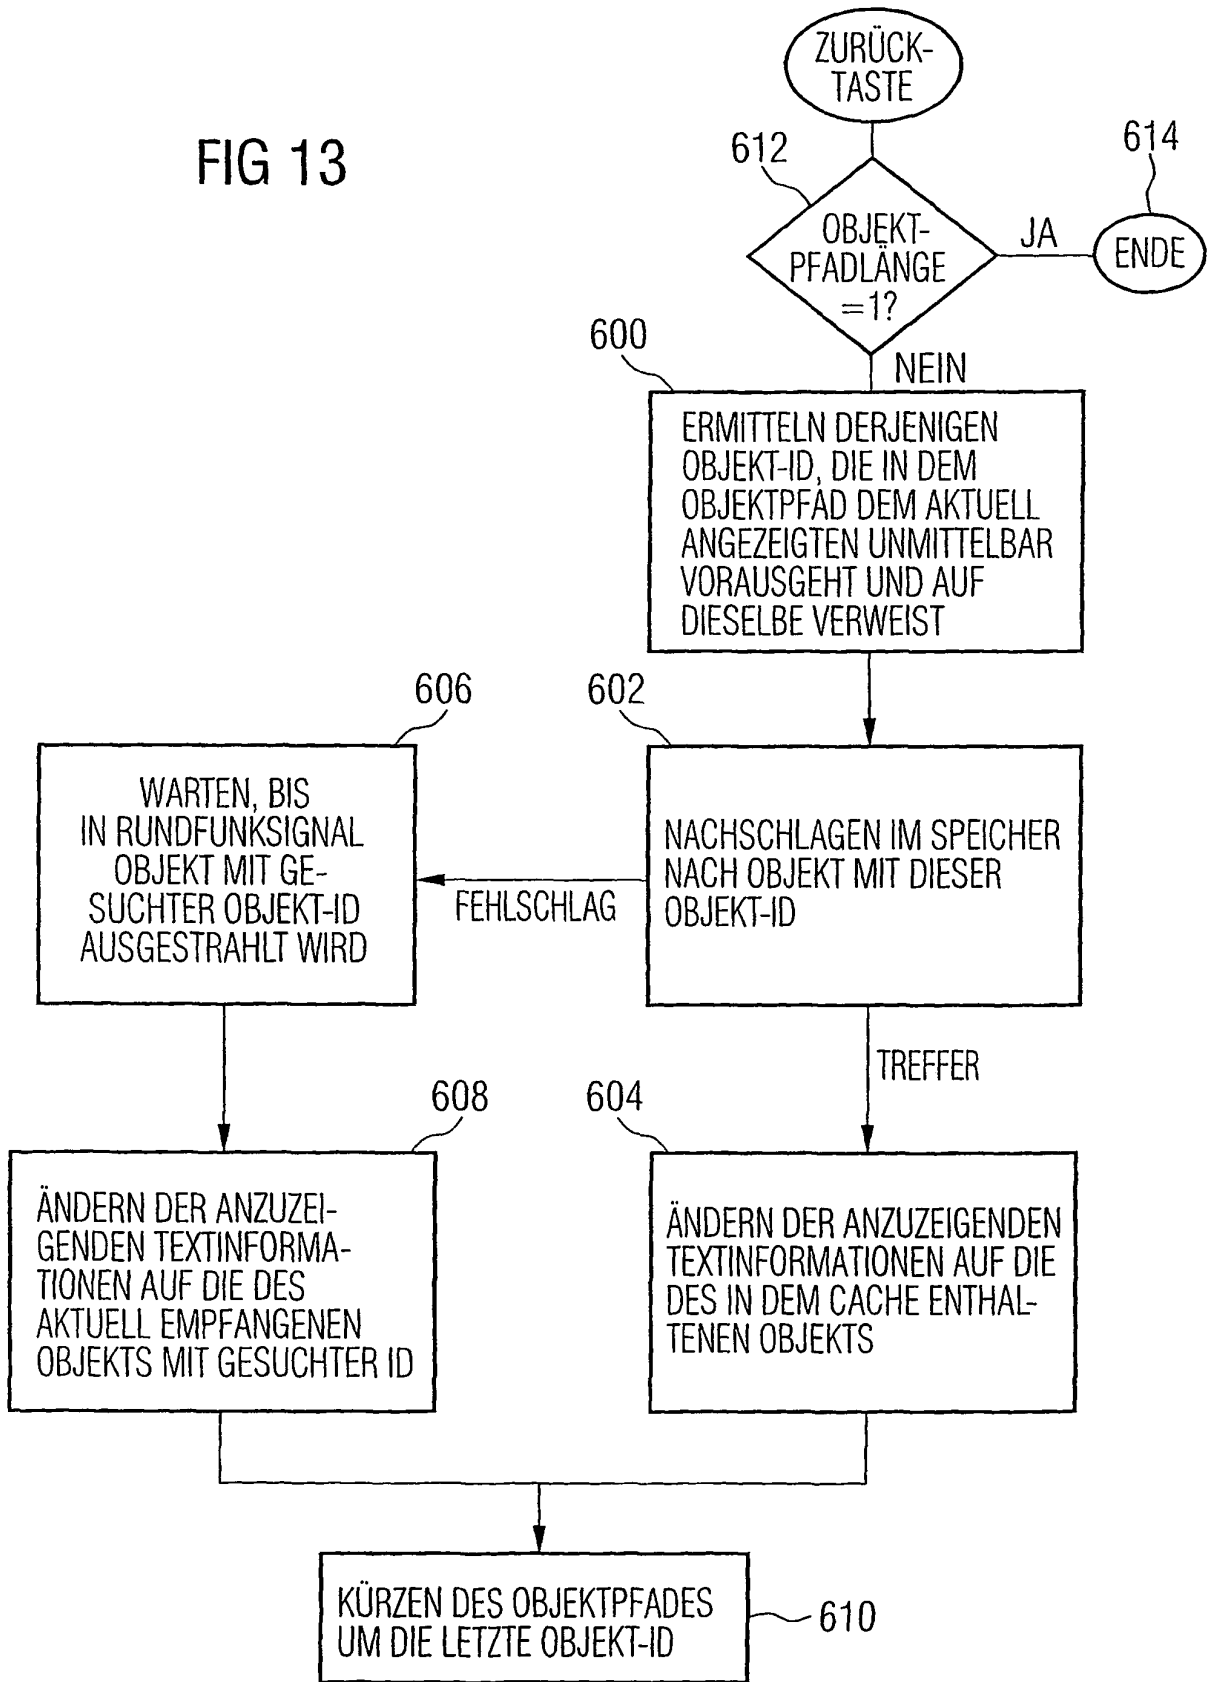 ZURÜCK-
TASTE
FIG 13
612
614
OBJEKT-
PFADLÄNGE
=1?
JA
ENDE
600
NEIN
ERMITTELN DERJENIGEN
OBJEKT-ID, DIE IN DEM
OBJEKTPFAD DEM AKTUELL
ANGEZEIGTEN UNMITTELBAR
VORAUSGEHT UND AUF
DIESELBE VERWEIST
606
602
WARTEN, BIS
IN RUNDFUNKSIGNAL
OBJEKT MIT GE-
SUCHTER OBJEKT-ID
AUSGESTRAHLT WIRD
FEHLSCHLAG
NACHSCHLAGEN IM SPEICHER
NACH OBJEKT MIT DIESER
OBJEKT-ID
TREFFER
608
604
ÄNDERN DER ANZUZEI-
GENDEN TEXTINFORMA-
TIONEN AUF DIE DES
AKTUELL EMPFANGENEN
OBJEKTS MIT GESUCHTER ID
ÄNDERN DER ANZUZEIGENDEN
TEXTINFORMATIONEN AUF DIE
DES IN DEM CACHE ENTHAL-
TENEN OBJEKTS
KÜRZEN DES OBJEKTPFADES
UM DIE LETZTE OBJEKT-ID
610